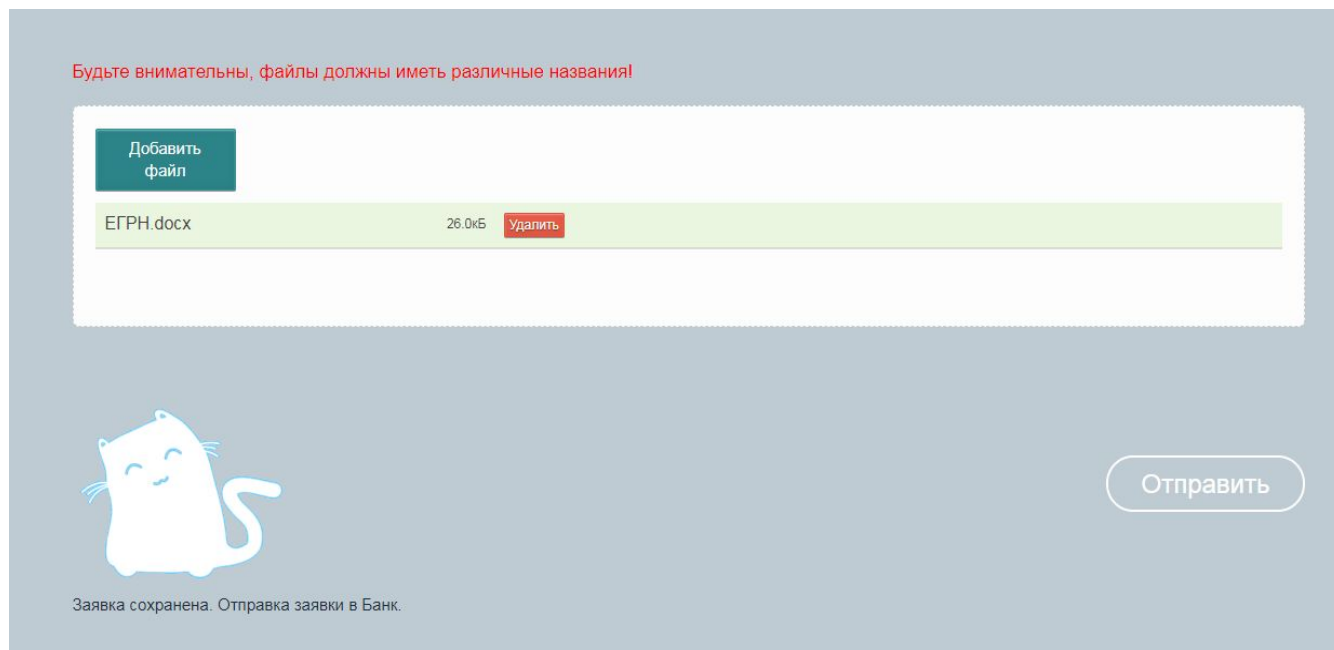 Будьте внимательны, файлы должны иметь различные названия!
Добавить
файл
ЕГРН.docx 26.0кБ Удалить
Отправить
Заявка сохранена. Отправка заявки в Банк.